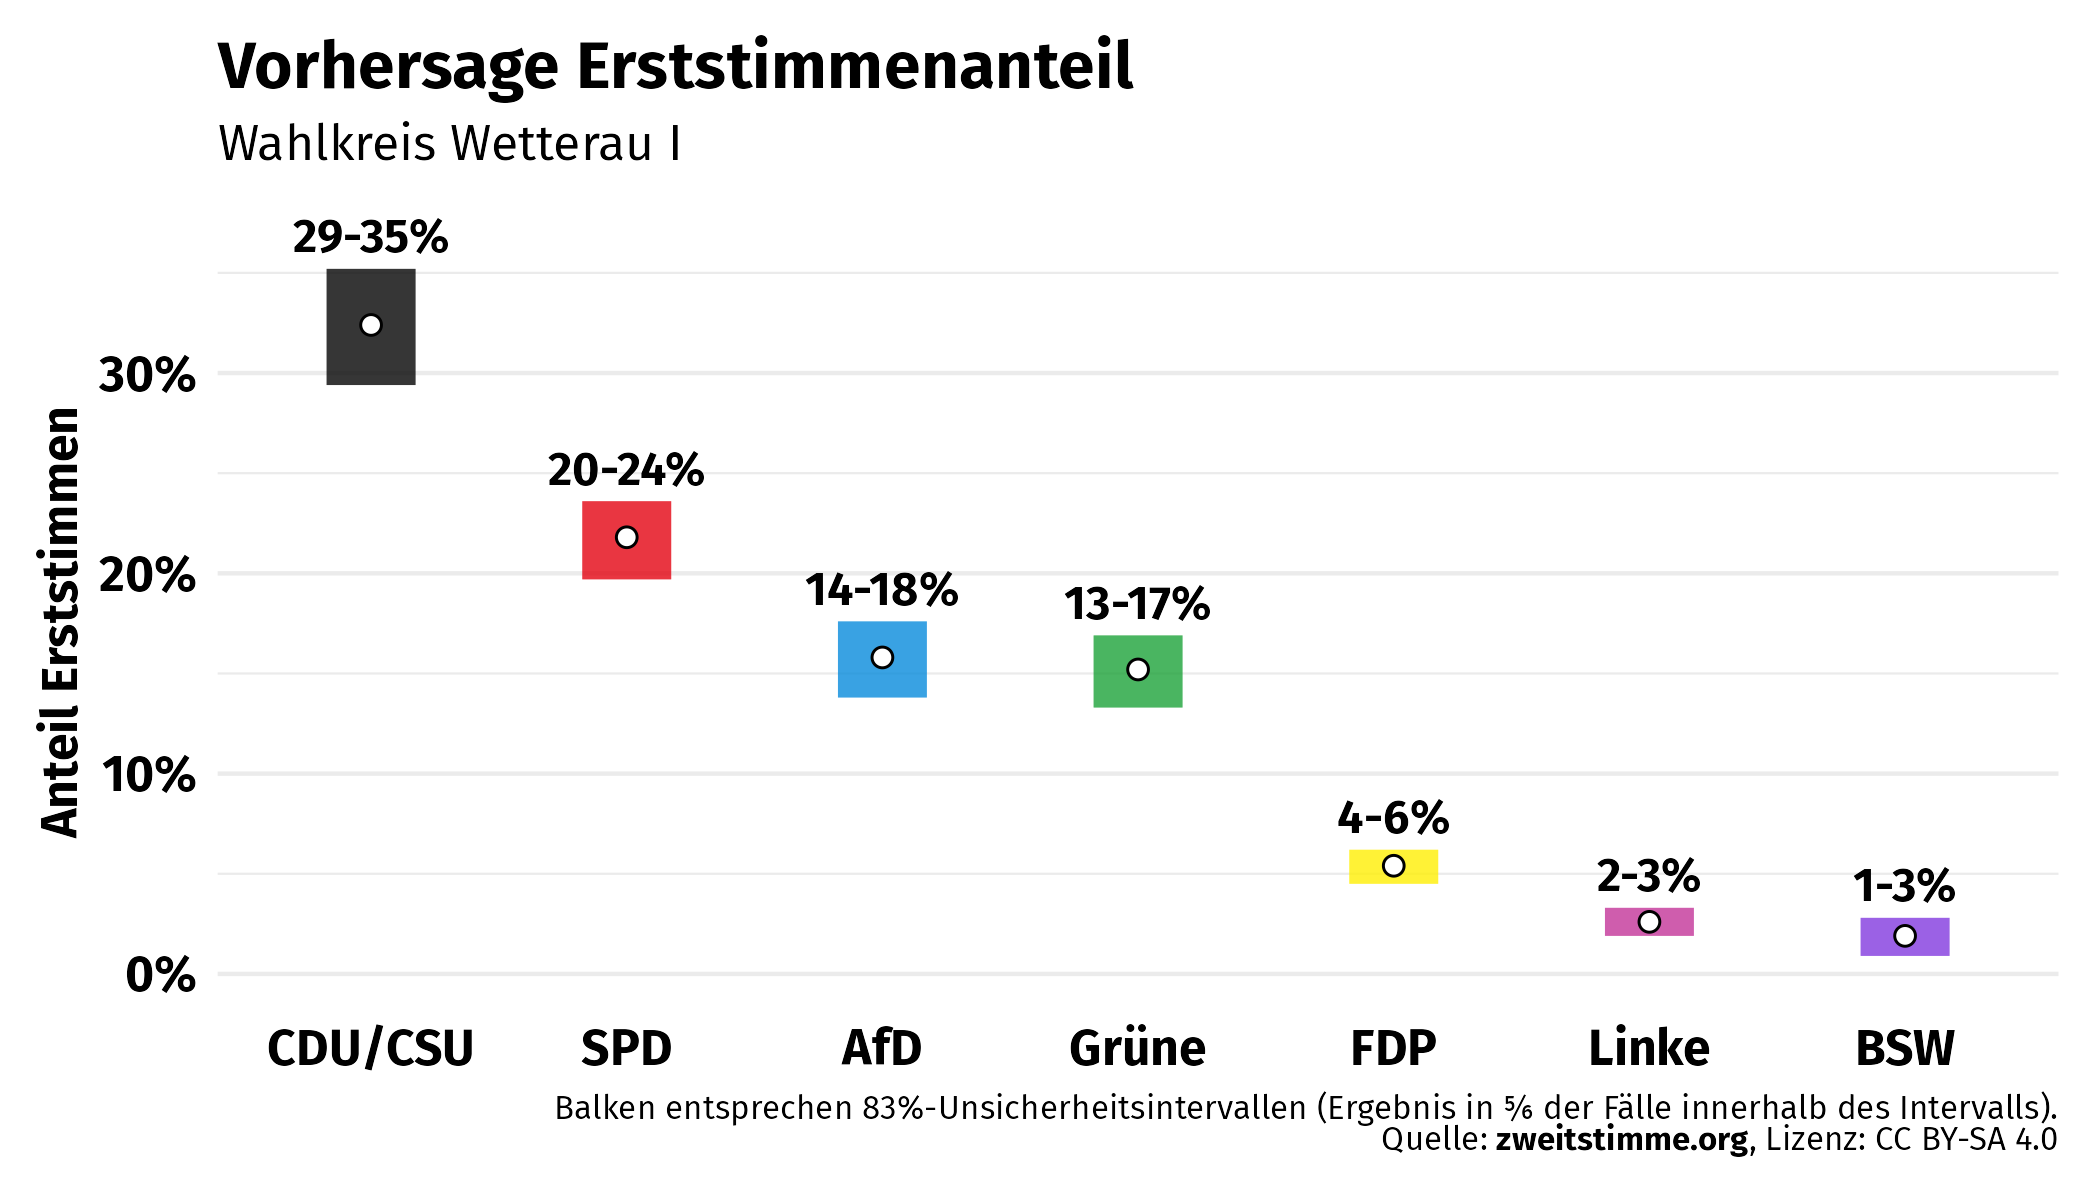 Vorhersage Erststimmenanteil
Wahlkreis Wetterau I
Anteil Erststimmen
30%
20%
10%
0%
29-35%
20-24%
14-18%
13-17%
4-6%
2-3%
1-3%
CDU/CSU SPD AfD Grüne FDP Linke BSW
Balken entsprechen 83%-Unsicherheitsintervallen (Ergebnis in ⅚ der Fälle innerhalb des Intervalls).
Quelle: zweitstimme.org, Lizenz: CC BY-SA 4.0